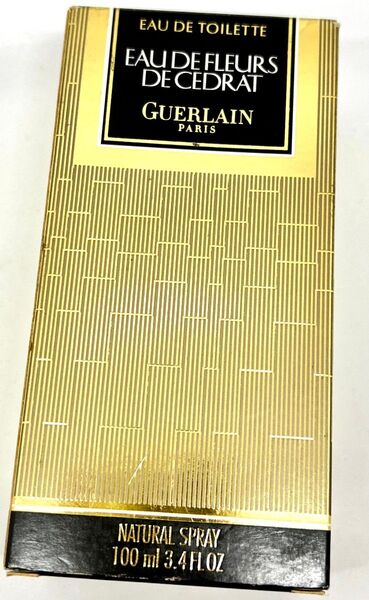 EAU DE TOILETTE
EAU DE FLEURS
DE CEDRAT
GUERLAIN
PARIS
NATURAL SPRAY
100 ml 3.4 FL OZ